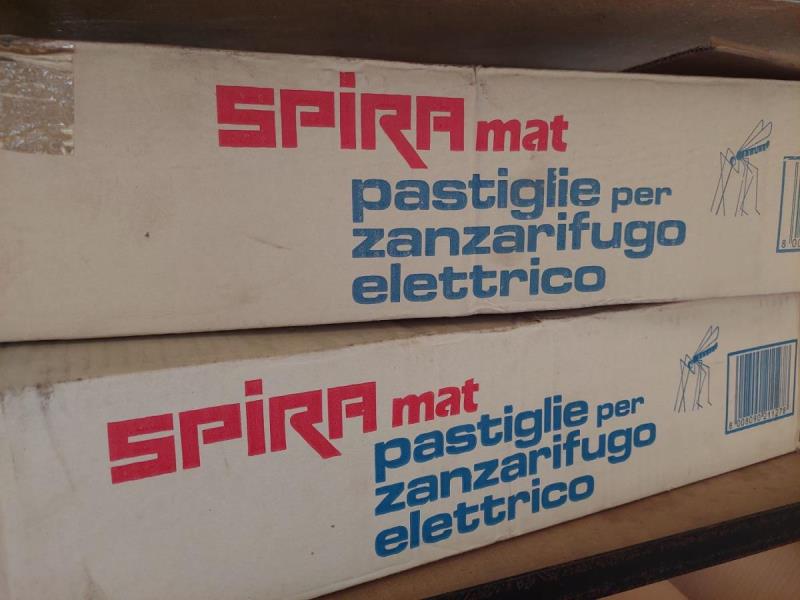 SPIRA mat
pastiglie per
zanzarifugo
elettrico
SPIRA mat
pastiglie per
zanzarifugo
elettrico